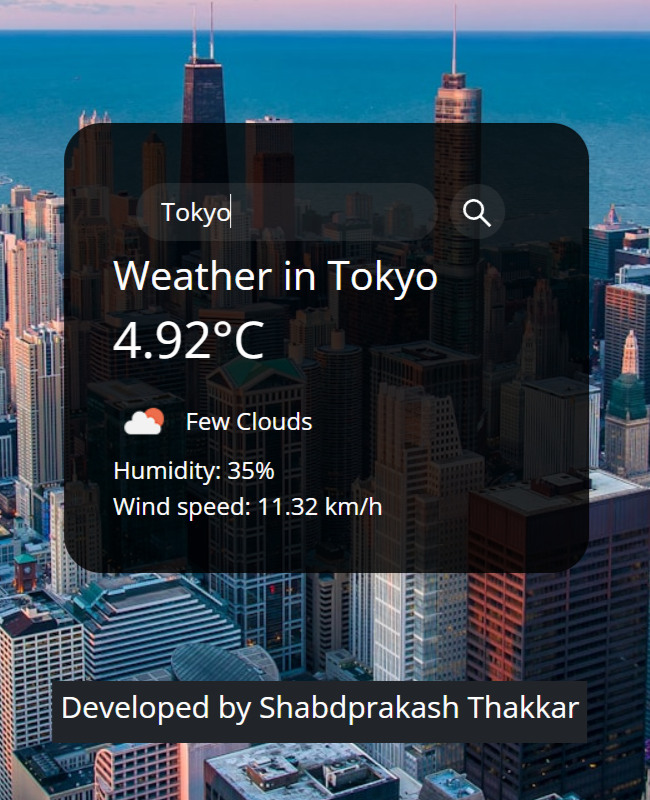 Tokyo
Weather in Tokyo
4.92°C
Few Clouds
Humidity: 35%
Wind speed: 11.32 km/h
Developed by Shabdprakash Thakkar